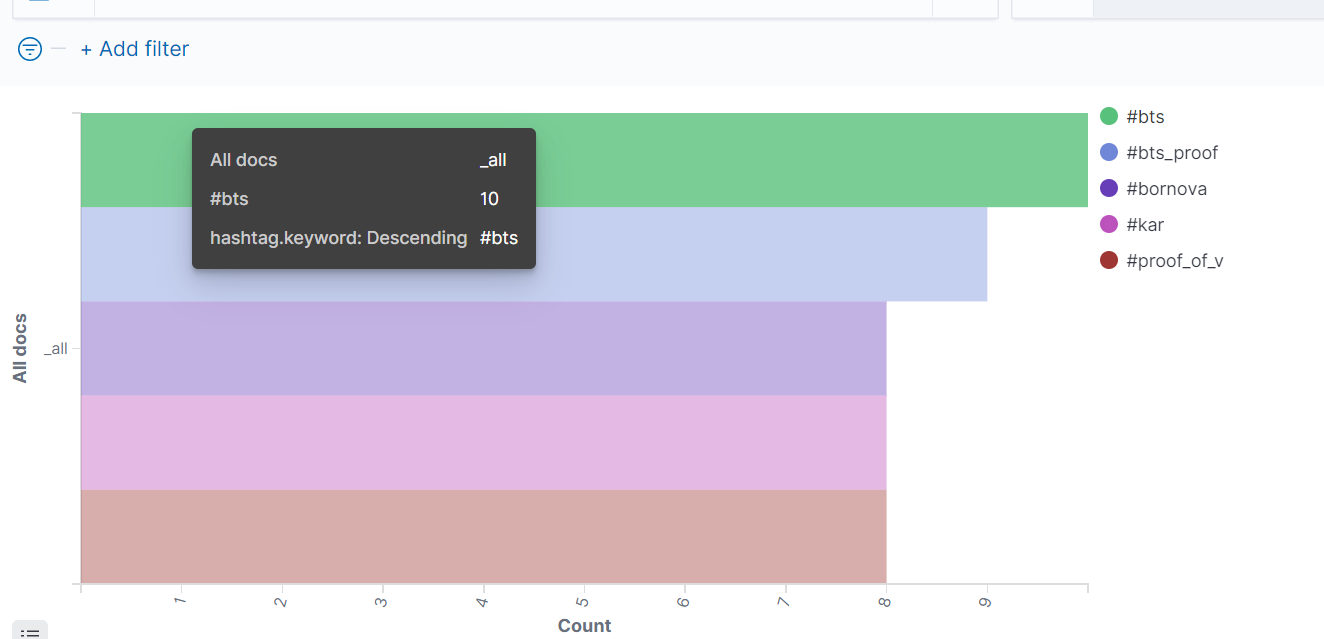 + Add filter
All docs _all
#bts 10
hashtag.keyword: Descending #bts
#bts
#bts_proof
#bornova
#kar
#proof_of_v
All docs
_all
1 2 3 4 5 6 7 8 9
Count